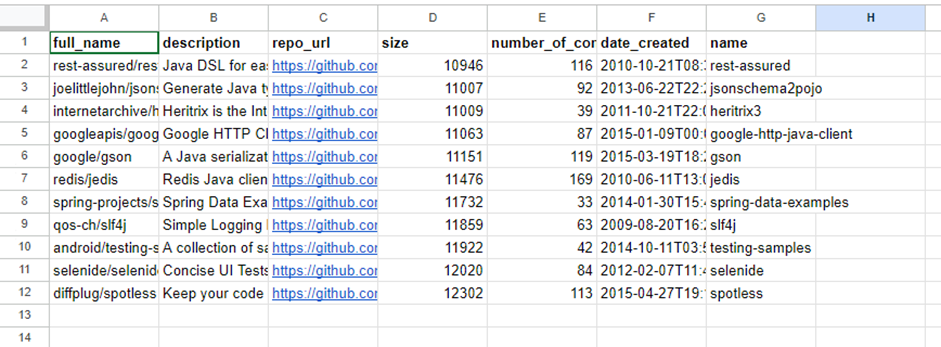 A B C D E F G H
1 full_name description repo_url size number_of_cor date_created name
2 rest-assured/res Java DSL for ea https://github.cor 10946 116 2010-10-21T08: rest-assured
3 joelittlejohn/json Generate Java ty https://github.cor 11007 92 2013-06-22T22: jsonschema2pojo
4 internetarchive/h Heritrix is the Int https://github.cor 11009 39 2011-10-21T22:0 heritrix3
5 googleapis/goog Google HTTP Cl https://github.cor 11063 87 2015-01-09T00: google-http-java-client
6 google/gson A Java serializat https://github.cor 11151 119 2015-03-19T18: gson
7 redis/jedis Redis Java clien https://github.cor 11476 169 2010-06-11T13:0 jedis
8 spring-projects/s Spring Data Exa https://github.cor 11732 33 2014-01-30T15: spring-data-examples
9 qos-ch/slf4j Simple Logging https://github.cor 11859 63 2009-08-20T16: slf4j
10 android/testing-s A collection of sa https://github.cor 11922 42 2014-10-11T03: testing-samples
11 selenide/selenid Concise UI Tests https://github.cor 12020 84 2012-02-07T11: selenide
12 diffplug/spotless Keep your code https://github.cor 12302 113 2015-04-27T19: spotless
13
14